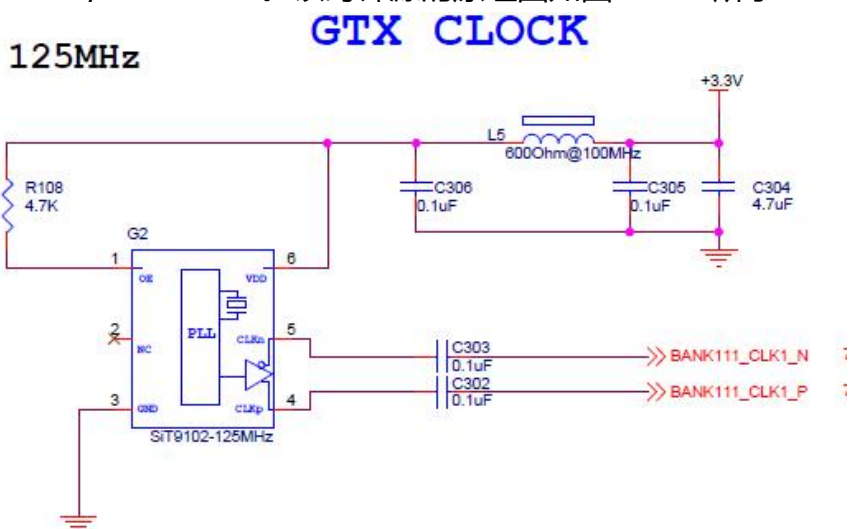 GTX CLOCK
125MHz
+3.3V
L5
600Ohm@100MHz
R108
4.7K
C306
0.1uF
C305
0.1uF
C304
4.7uF
G2
1
OE
6
VDD
2
NC
PLL
5
CLKn
3
GND
4
CLKp
SiT9102-125MHz
C303
0.1uF
BANK111_CLK1_N
7
C302
0.1uF
BANK111_CLK1_P
7